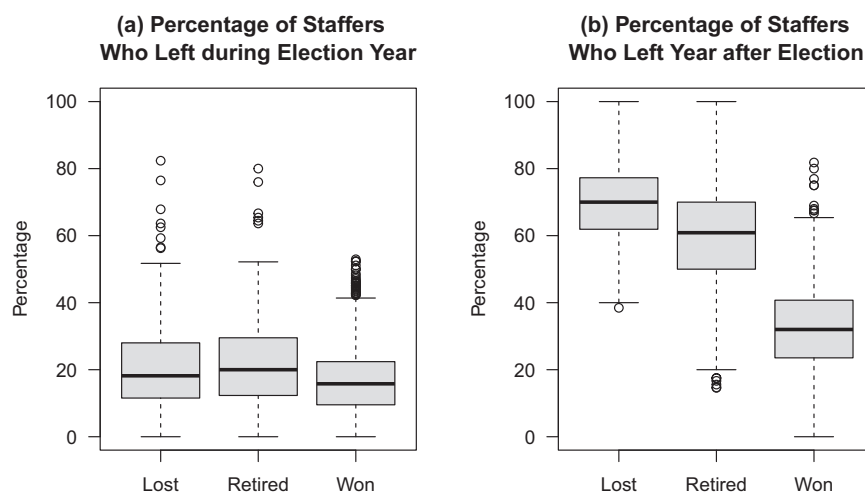 (a) Percentage of Staffers
Who Left during Election Year
Percentage
100
80
60
40
20
0
Lost Retired Won
(b) Percentage of Staffers
Who Left Year after Election
Percentage
100
80
60
40
20
0
Lost Retired Won